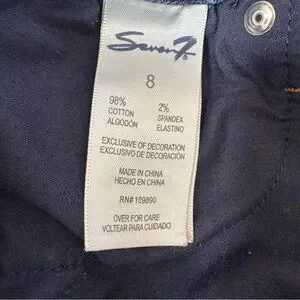 Seven7®
8
98% 2%
COTTON SPANDEX
ALGODÓN ELASTINO
EXCLUSIVE OF DECORATION
EXCLUSIVO DE DECORACIÓN
MADE IN CHINA
HECHO EN CHINA
RN# 109890
OVER FOR CARE
VOLTEAR PARA CUIDADO